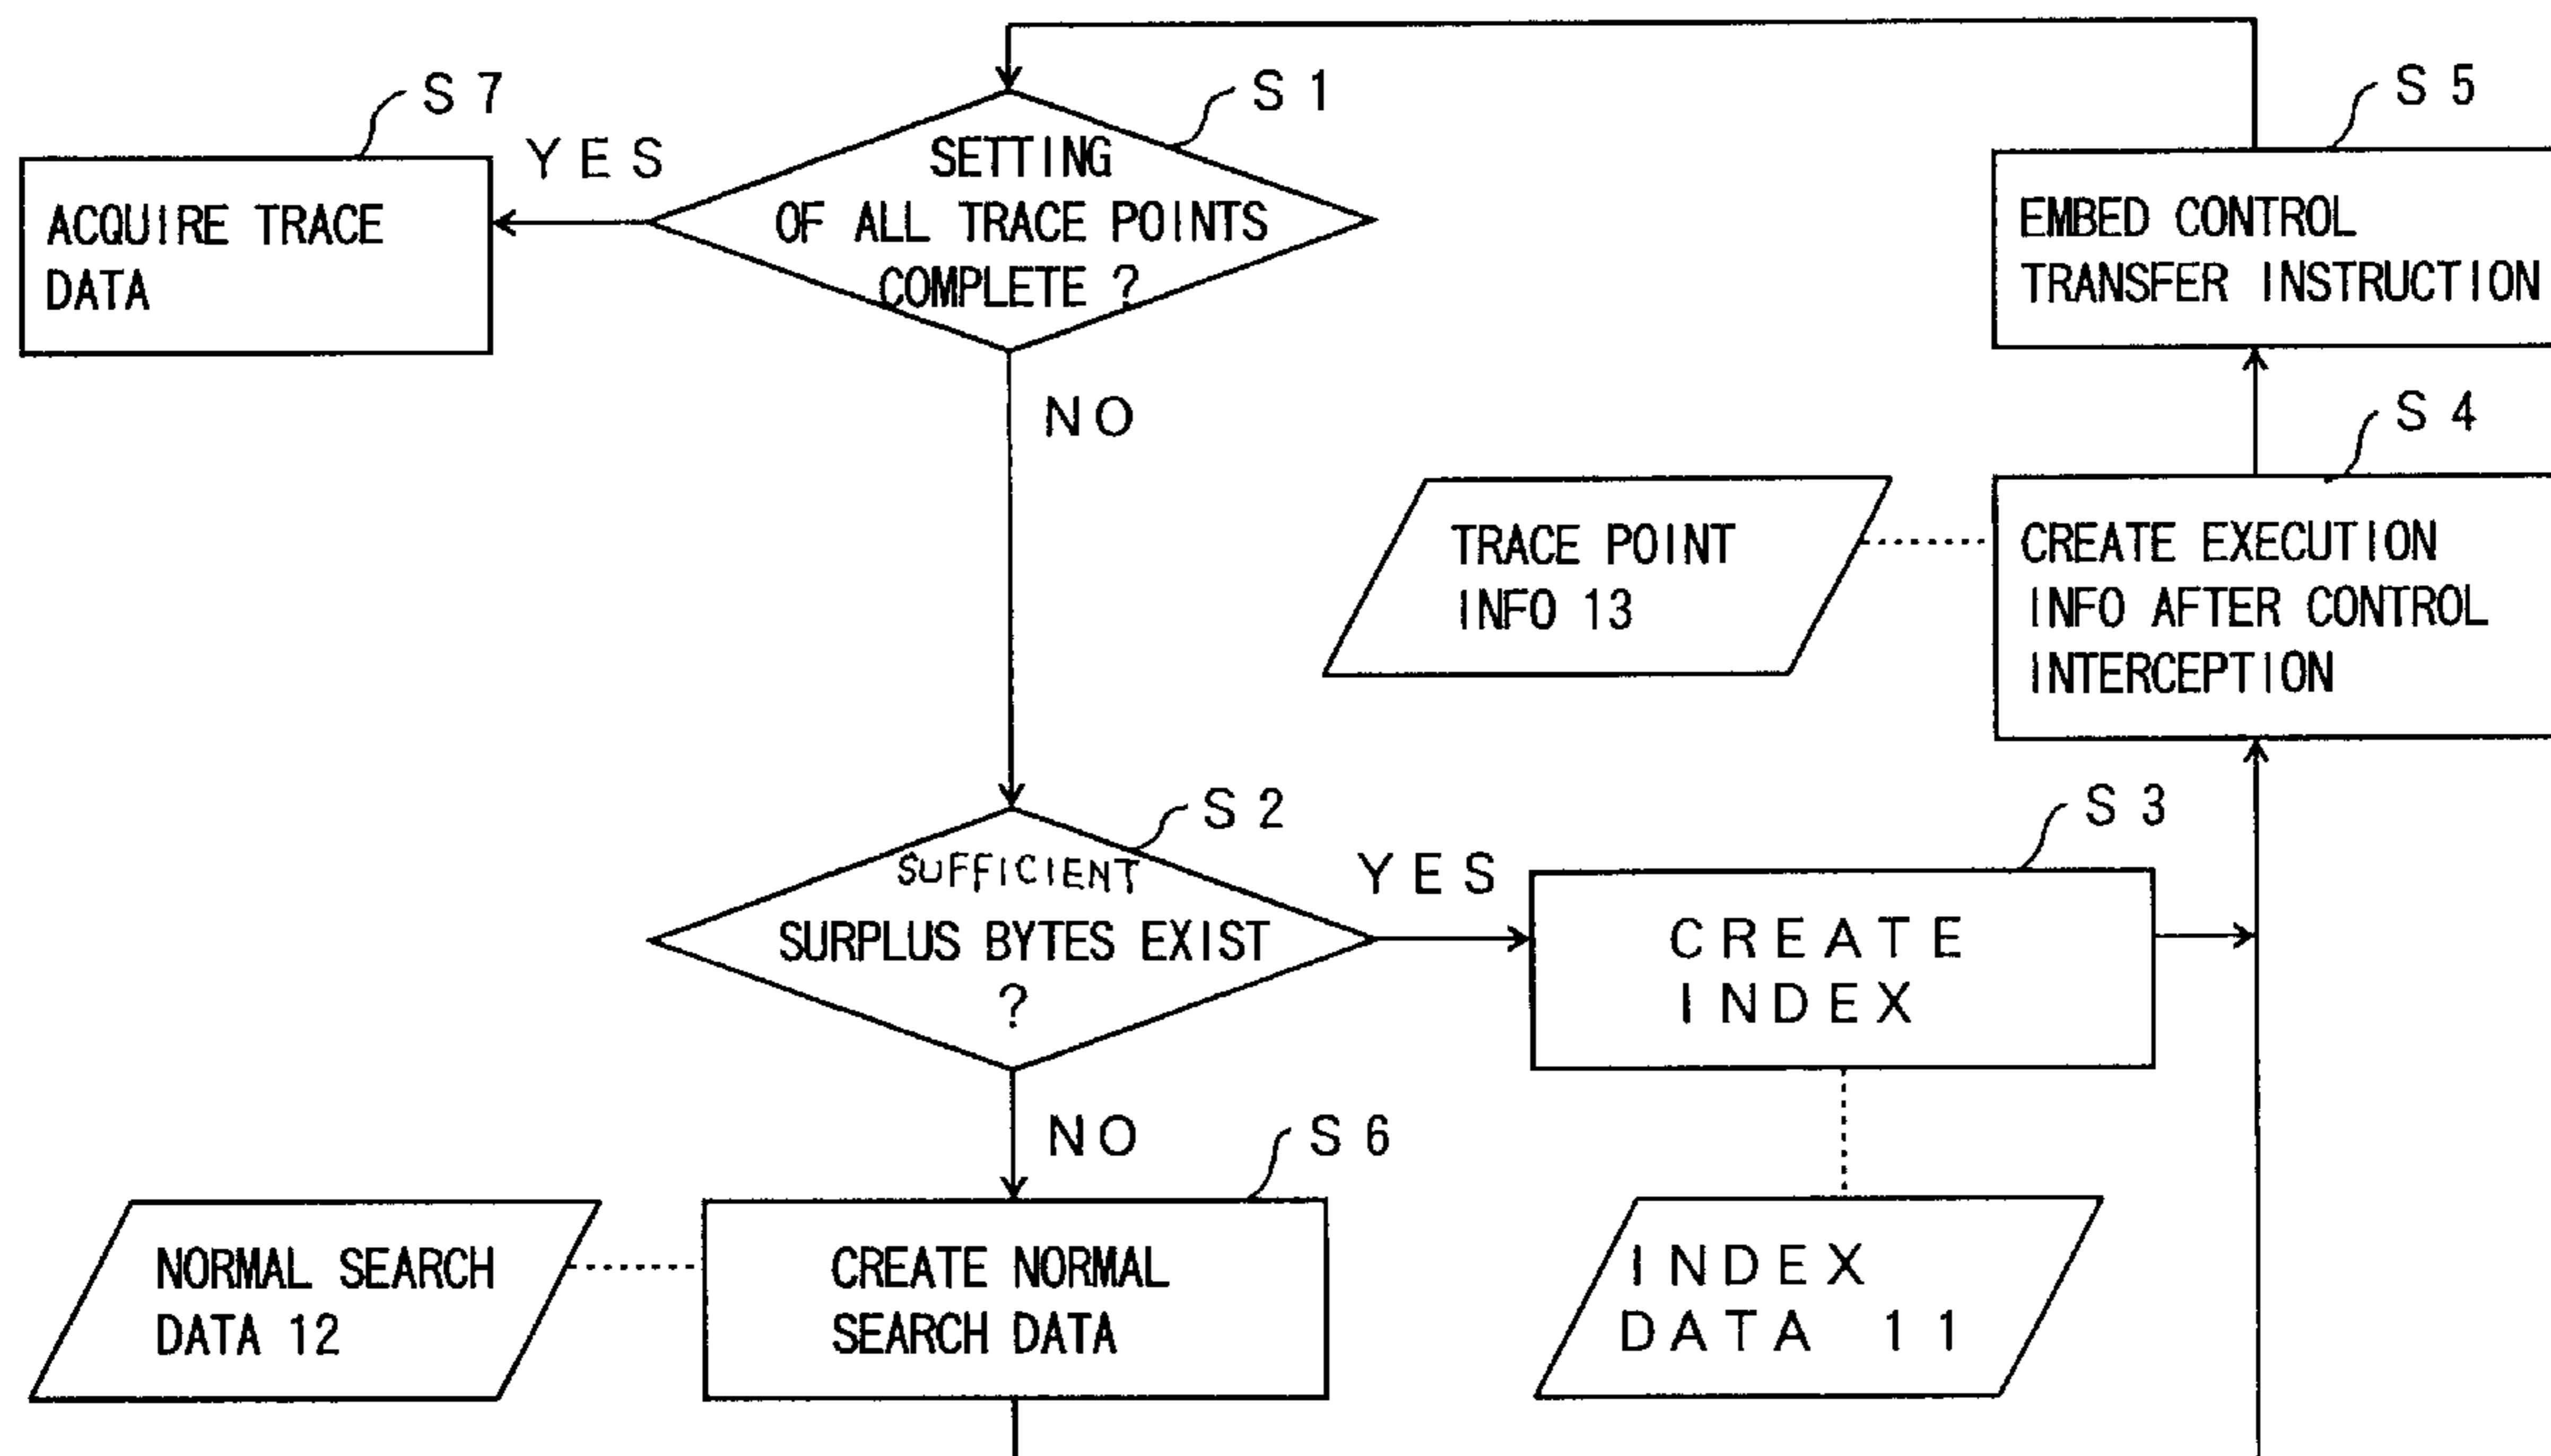 S 7
YES
ACQUIRE TRACE
DATA
S 1
SETTING
OF ALL TRACE POINTS
COMPLETE ?
NO
S 5
EMBED CONTROL
TRANSFER INSTRUCTION
S 4
TRACE POINT
INFO 13
CREATE EXECUTION
INFO AFTER CONTROL
INTERCEPTION
S 2
SUFFICIENT
SURPLUS BYTES EXIST
?
YES
S 3
CREATE
INDEX
NO
S 6
NORMAL SEARCH
DATA 12
CREATE NORMAL
SEARCH DATA
INDEX
DATA 11